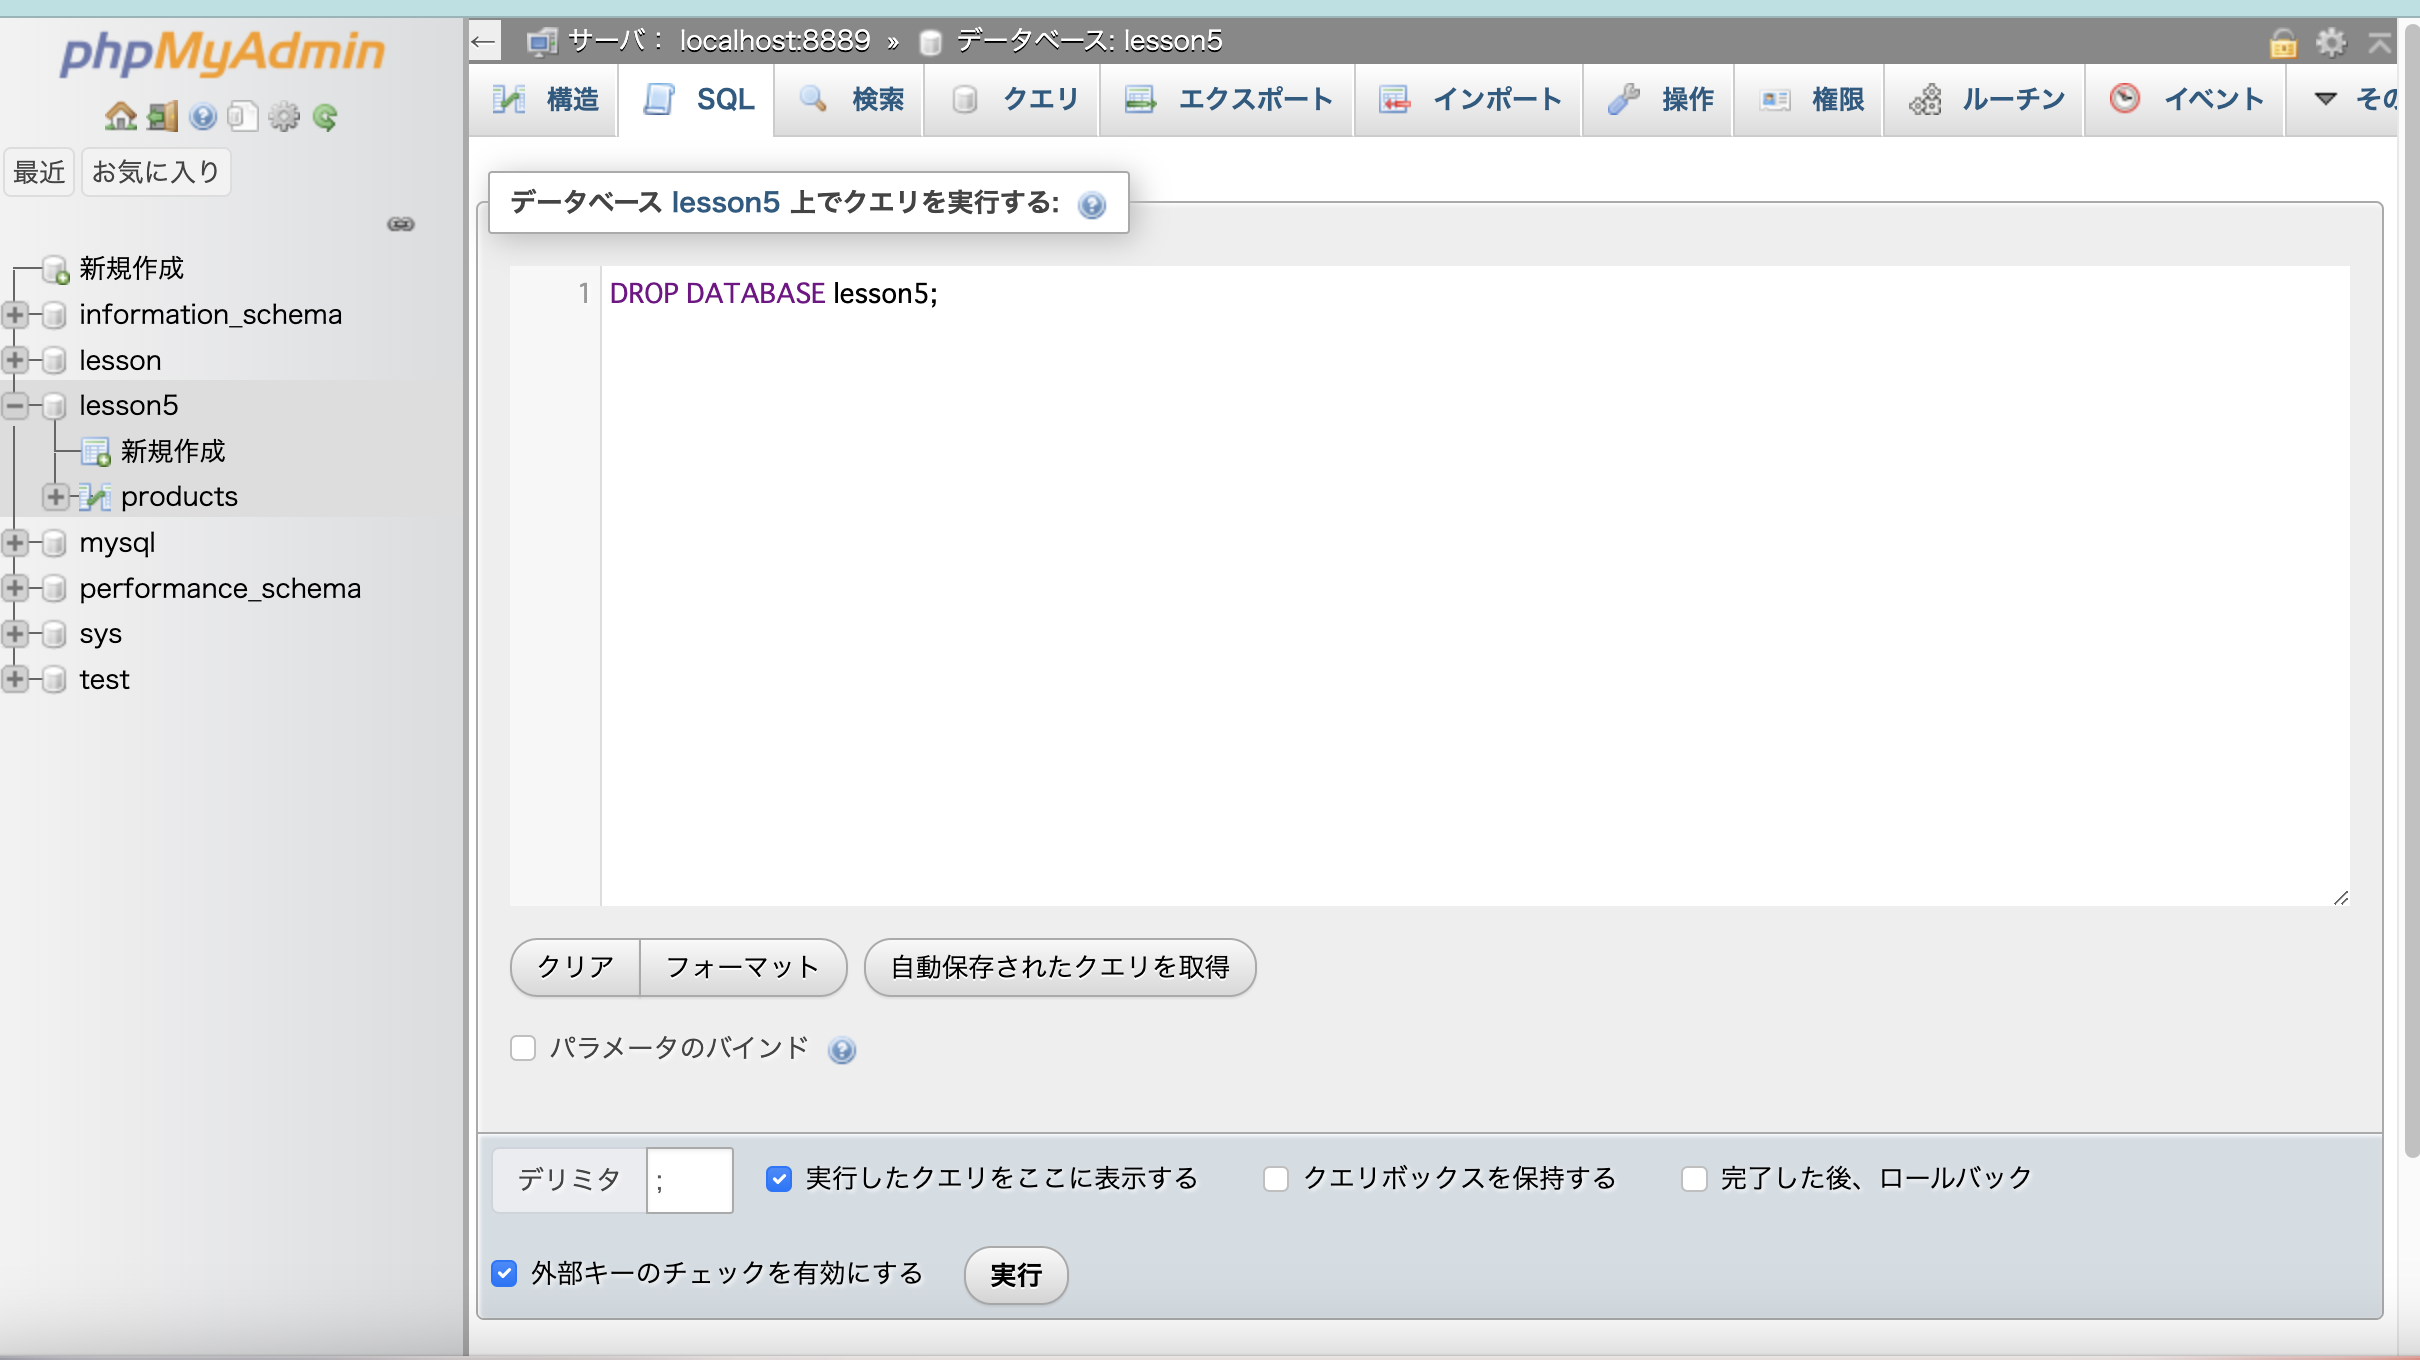 phpMyAdmin
最近 お気に入り
新規作成
information_schema
lesson
lesson5
新規作成
products
mysql
performance_schema
sys
test
← サーバ： localhost:8889 » データベース: lesson5
構造 SQL 検索 クエリ エクスポート インポート 操作 権限 ルーチン イベント ▼ その
データベース lesson5 上でクエリを実行する:
1 DROP DATABASE lesson5;
クリア フォーマット 自動保存されたクエリを取得
パラメータのバインド
デリミタ ; 実行したクエリをここに表示する クエリボックスを保持する 完了した後、ロールバック
外部キーのチェックを有効にする 実行